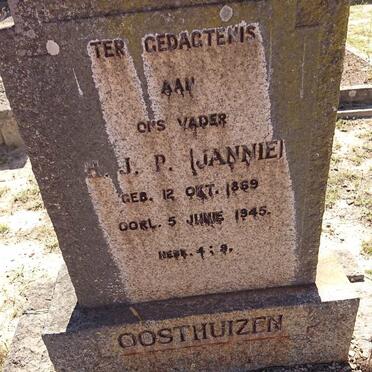 TER GEDAGTENIS
AAN
ONS VADER
J. P. (JANNIE)
GEB. 12 OKT. 1869
OORL. 5 JUNIE 1945.
HEBR. 4:9.
OOSTHUIZEN